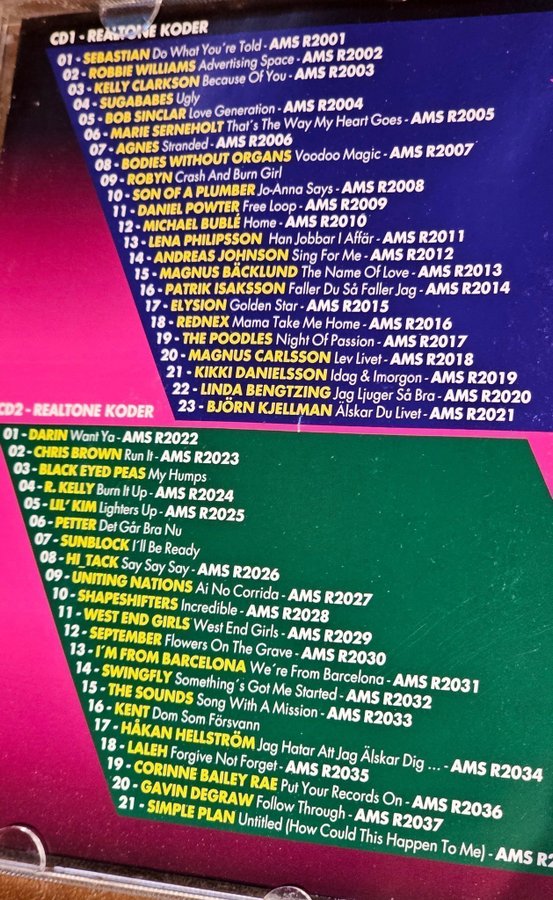 CD1 - REALTONE KODER
01 - SEBASTIAN Do What You´re Told - AMS R2001
02 - ROBBIE WILLIAMS Advertising Space - AMS R2002
03 - KELLY CLARKSON Because Of You - AMS R2003
04 - SUGABABES Ugly
05 - BOB SINCLAR Love Generation - AMS R2004
06 - MARIE SERNEHOLT That´s The Way My Heart Goes - AMS R2005
07 - AGNES Stranded - AMS R2006
08 - BODIES WITHOUT ORGANS Voodoo Magic - AMS R2007
09 - ROBYN Crash And Burn Girl
10 - SON OF A PLUMBER Jo-Anna Says - AMS R2008
11 - DANIEL POWTER Free Loop - AMS R2009
12 - MICHAEL BUBLÉ Home - AMS R2010
13 - LENA PHILIPSSON Han Jobbar I Affär - AMS R2011
14 - ANDREAS JOHNSON Sing For Me - AMS R2012
15 - MAGNUS BÄCKLUND The Name Of Love - AMS R2013
16 - PATRIK ISAKSSON Faller Du Så Faller Jag - AMS R2014
17 - ELYSION Golden Star - AMS R2015
18 - REDNEX Mama Take Me Home - AMS R2016
19 - THE POODLES Night Of Passion - AMS R2017
20 - MAGNUS CARLSSON Lev Livet - AMS R2018
21 - KIKKI DANIELSSON Idag & Imorgon - AMS R2019
22 - LINDA BENGTZING Jag Ljuger Så Bra - AMS R2020
23 - BJÖRN KJELLMAN Älskar Du Livet - AMS R2021
CD2 - REALTONE KODER
01 - DARIN Want Ya - AMS R2022
02 - CHRIS BROWN Run It - AMS R2023
03 - BLACK EYED PEAS My Humps
04 - R. KELLY Burn It Up - AMS R2024
05 - LIL' KIM Lighters Up - AMS R2025
06 - PETTER Det Går Bra Nu
07 - SUNBLOCK I´ll Be Ready
08 - HI_TACK Say Say Say - AMS R2026
09 - UNITING NATIONS Ai No Corrida - AMS R2027
10 - SHAPESHIFTERS Incredible - AMS R2028
11 - WEST END GIRLS West End Girls - AMS R2029
12 - SEPTEMBER Flowers On The Grave - AMS R2030
13 - I´M FROM BARCELONA We´re From Barcelona - AMS R2031
14 - SWINGFLY Something´s Got Me Started - AMS R2032
15 - THE SOUNDS Song With A Mission - AMS R2033
16 - KENT Dom Som Försvann
17 - HÅKAN HELLSTRÖM Jag Hatar Att Jag Älskar Dig ... - AMS R2034
18 - LALEH Forgive Not Forget - AMS R2035
19 - CORINNE BAILEY RAE Put Your Records On - AMS R2036
20 - GAVIN DEGRAW Follow Through - AMS R2037
21 - SIMPLE PLAN Untitled (How Could This Happen To Me) - AMS